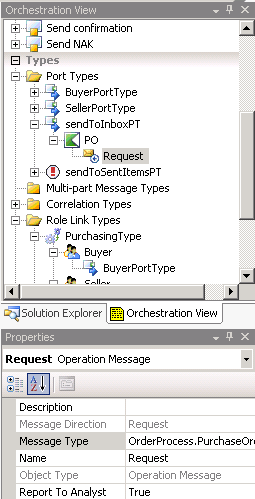 Orchestration View
Send confirmation
Send NAK
Types
Port Types
BuyerPortType
SellerPortType
sendToInboxPT
PO
Request
sendToSentItemsPT
Multi-part Message Types
Correlation Types
Role Link Types
PurchasingType
Buyer
BuyerPortType
Seller
Solution Explorer Orchestration View
Properties
Request Operation Message
Description
Message Direction Request
Message Type OrderProcess.PurchaseOr
Name Request
Object Type Operation Message
Report To Analyst True